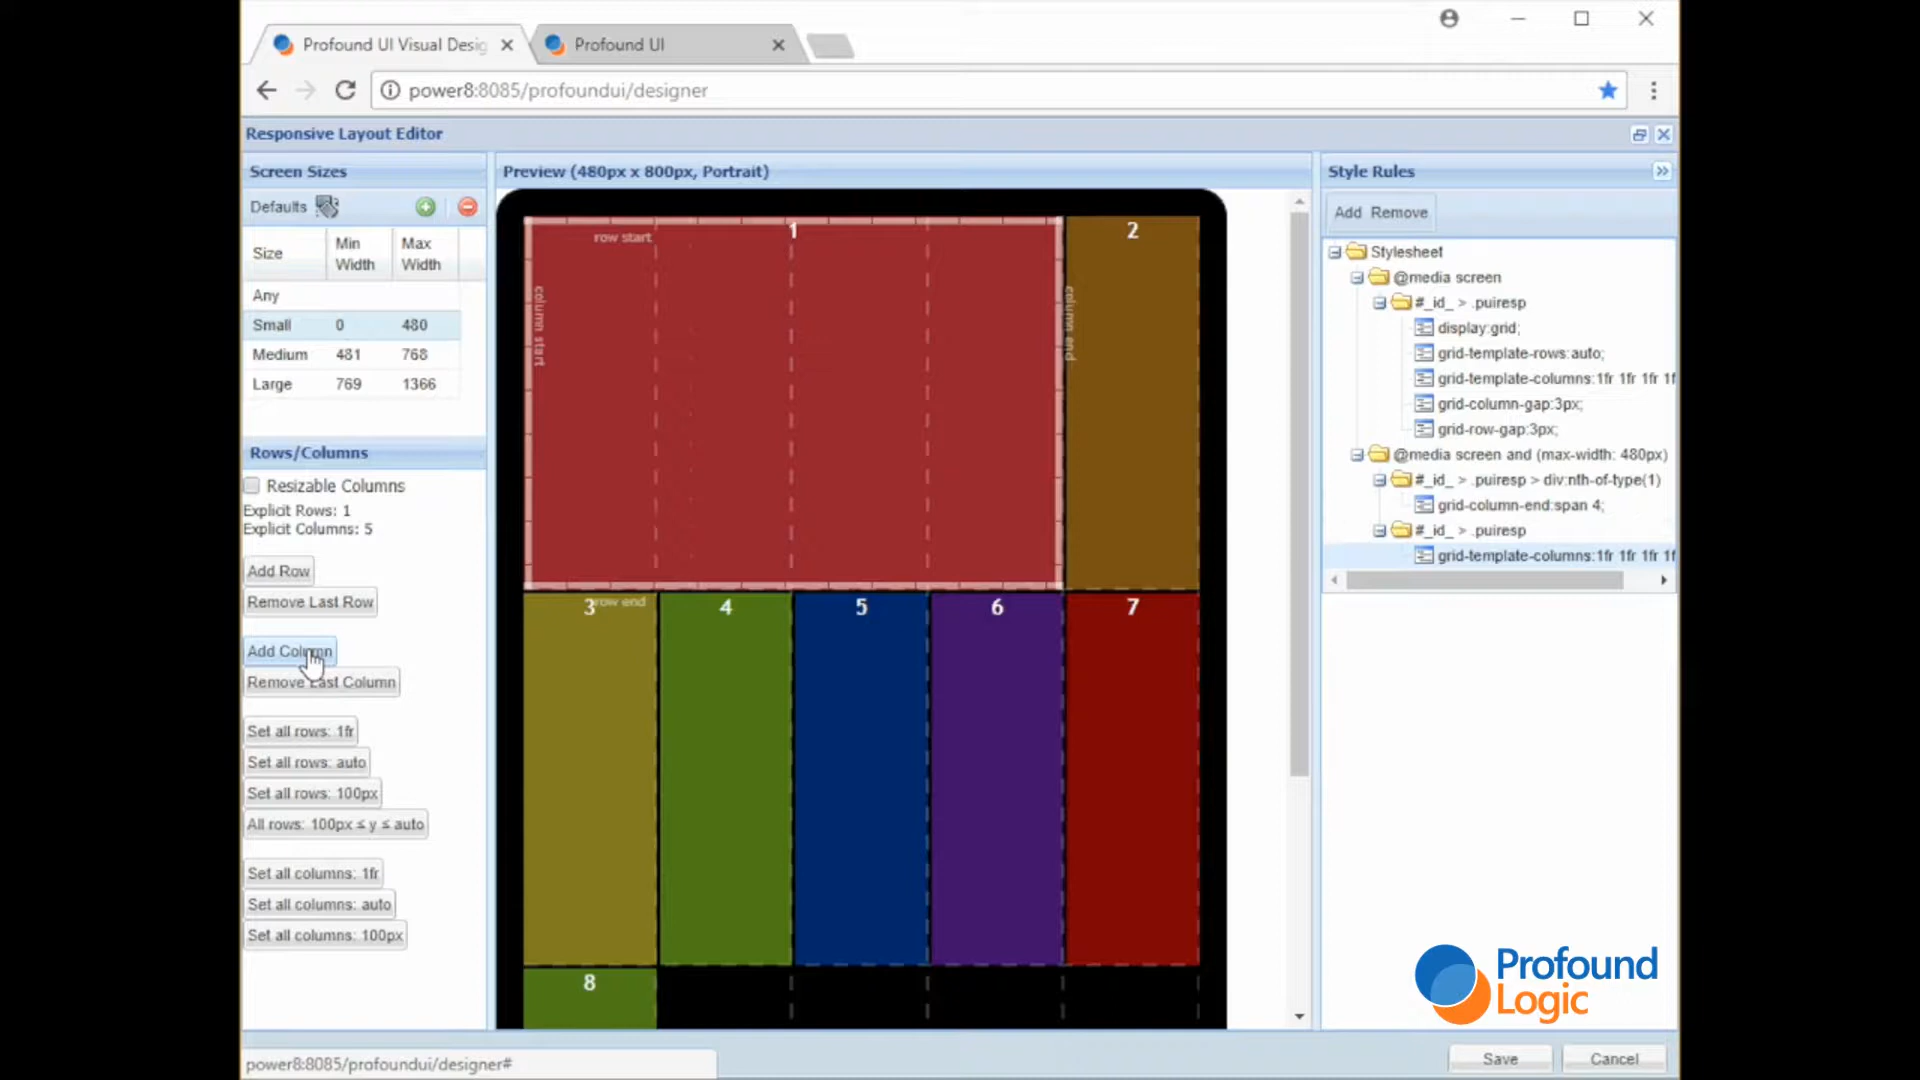 Profound UI Visual Desig
Profound UI
power8:8085/profoundui/designer
Responsive Layout Editor
Screen Sizes
Defaults
Size
Min Width
Max Width
Any
Small 0 480
Medium 481 768
Large 769 1366
Rows/Columns
Resizable Columns
Explicit Rows: 1
Explicit Columns: 5
Add Row
Remove Last Row
Add Column
Remove Last Column
Set all rows: 1fr
Set all rows: auto
Set all rows: 100px
All rows: 100px ≤ y ≤ auto
Set all columns: 1fr
Set all columns: auto
Set all columns: 100px
power8:8085/profoundui/designer#
Preview (480px x 800px, Portrait)
row start
1
2
column start
column end
3
row end
4
5
6
7
8
Style Rules
Add Remove
Stylesheet
@media screen
#_id_ > .puiresp
display:grid;
grid-template-rows:auto;
grid-template-columns:1fr 1fr 1fr 1f
grid-column-gap:3px;
grid-row-gap:3px;
@media screen and (max-width: 480px)
#_id_ > .puiresp > div:nth-of-type(1)
grid-column-end:span 4;
#_id_ > .puiresp
grid-template-columns:1fr 1fr 1fr 1f
Profound
Logic
Save
Cancel